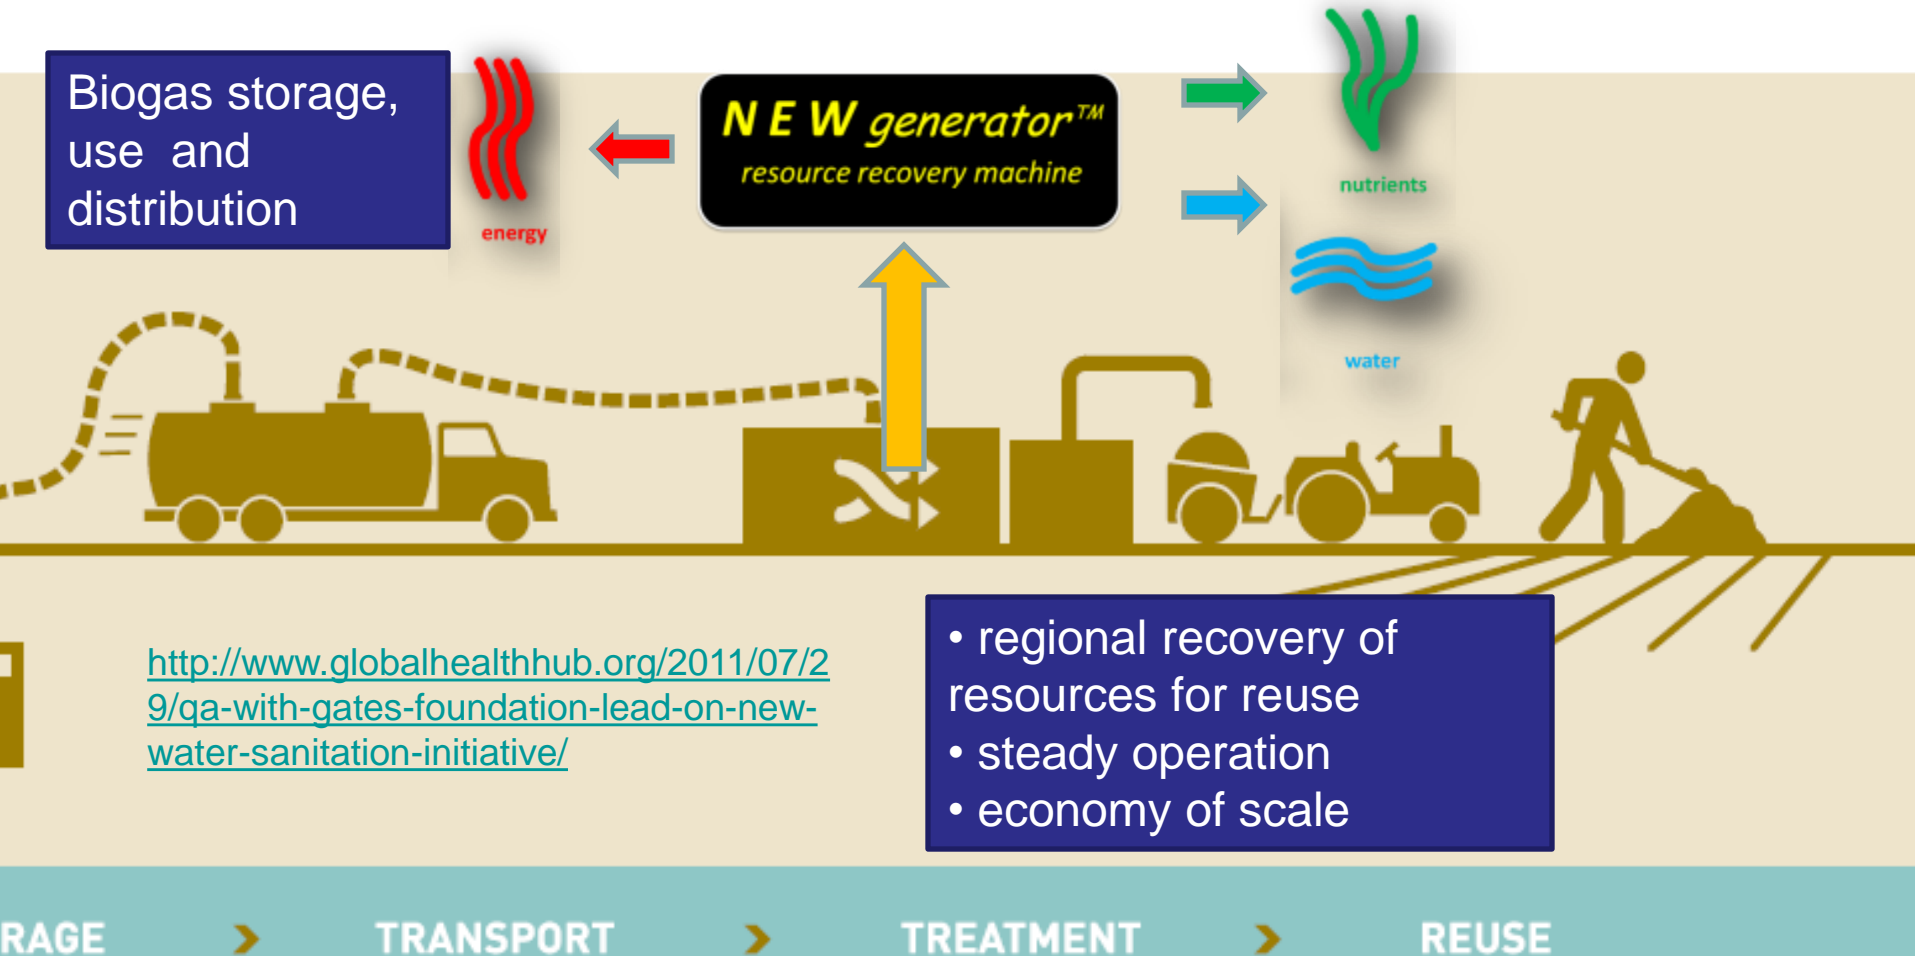 Biogas storage,
use and
distribution
energy
N E W generator™
resource recovery machine
nutrients
water
http://www.globalhealthhub.org/2011/07/2
9/qa-with-gates-foundation-lead-on-new-
water-sanitation-initiative/
• regional recovery of
resources for reuse
• steady operation
• economy of scale
RAGE > TRANSPORT > TREATMENT > REUSE